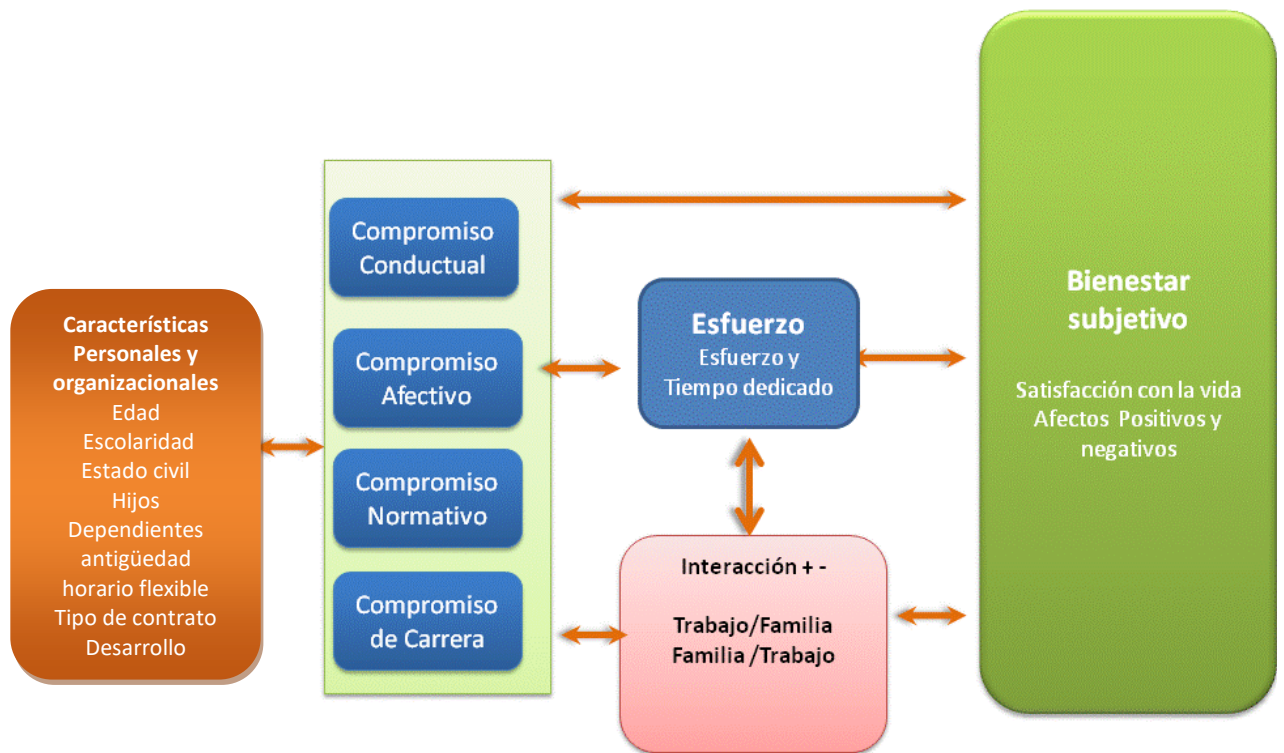 Característícas
Personales y
organizacionales
Edad
Escolaridad
Estado civil
Hijos
Dependientes
antigüedad
horario flexible
Tipo de contrato
Desarrollo
Compromiso
Conductual
Compromiso
Afectivo
Compromiso
Normativo
Compromiso
de Carrera
Esfuerzo
Esfuerzo y
Tiempo dedicado
Interacción + -
Trabajo/Familia
Familia /Trabajo
Bienestar
subjetivo
Satisfacción con la vida
Afectos Positivos y
negativos